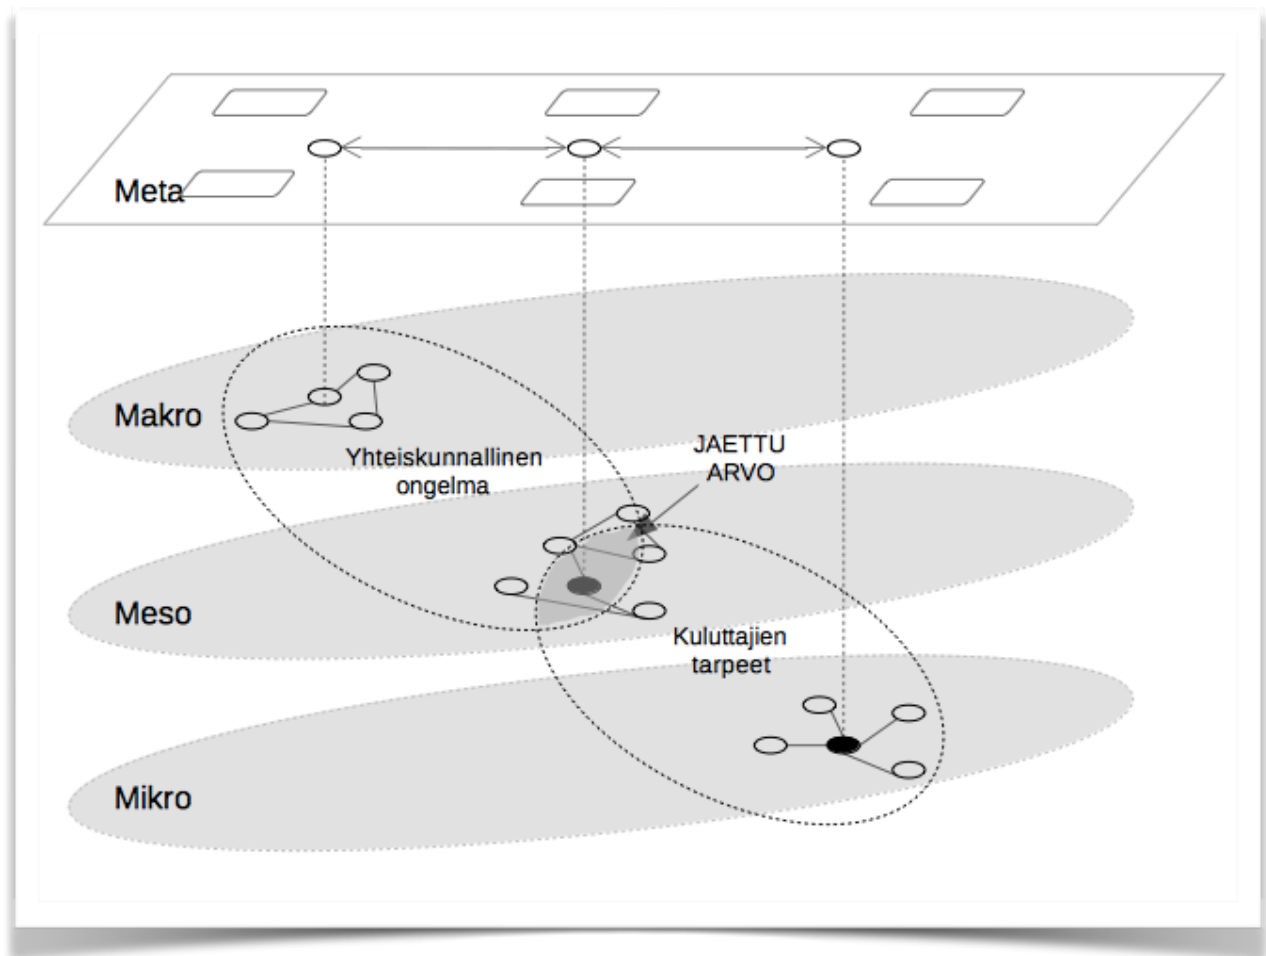 Meta
Makro
Yhteiskunnallinen
ongelma
JAETTU
ARVO
Meso
Kuluttajien
tarpeet
Mikro